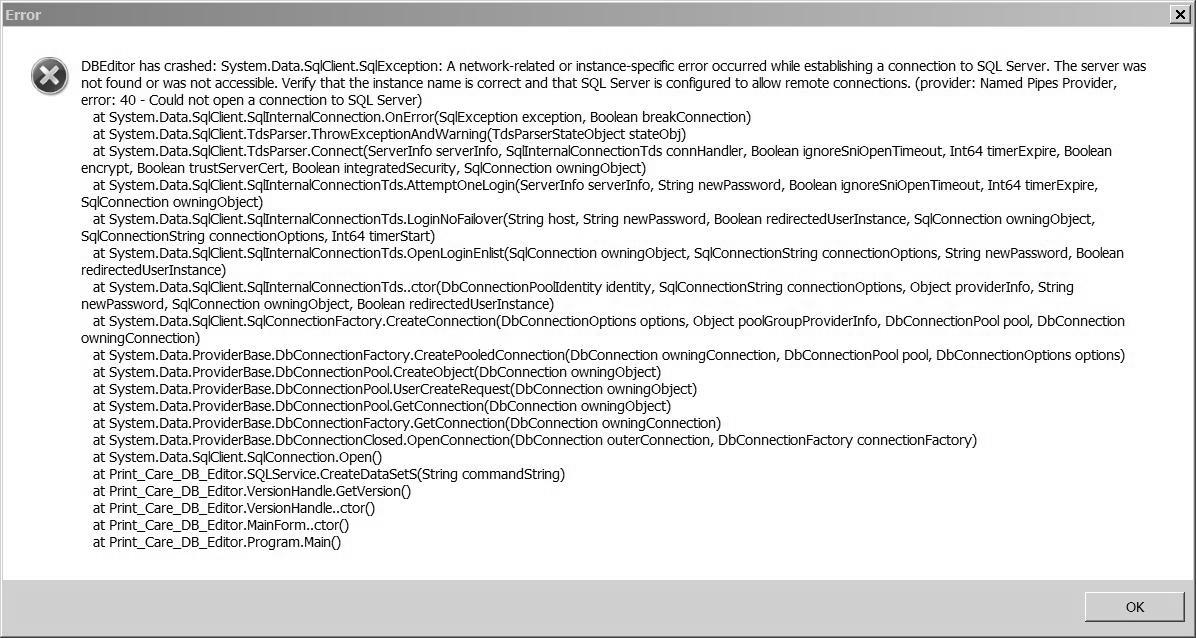 Error
DBEditor has crashed: System.Data.SqlClient.SqlException: A network-related or instance-specific error occurred while establishing a connection to SQL Server. The server was
not found or was not accessible. Verify that the instance name is correct and that SQL Server is configured to allow remote connections. (provider: Named Pipes Provider,
error: 40 - Could not open a connection to SQL Server)
at System.Data.SqlClient.SqlInternalConnection.OnError(SqlException exception, Boolean breakConnection)
at System.Data.SqlClient.TdsParser.ThrowExceptionAndWarning(TdsParserStateObject stateObj)
at System.Data.SqlClient.TdsParser.Connect(ServerInfo serverInfo, SqlInternalConnectionTds connHandler, Boolean ignoreSniOpenTimeout, Int64 timerExpire, Boolean
encrypt, Boolean trustServerCert, Boolean integratedSecurity, SqlConnection owningObject)
at System.Data.SqlClient.SqlInternalConnectionTds.AttemptOneLogin(ServerInfo serverInfo, String newPassword, Boolean ignoreSniOpenTimeout, Int64 timerExpire,
SqlConnection owningObject)
at System.Data.SqlClient.SqlInternalConnectionTds.LoginNoFailover(String host, String newPassword, Boolean redirectedUserInstance, SqlConnection owningObject,
SqlConnectionString connectionOptions, Int64 timerStart)
at System.Data.SqlClient.SqlInternalConnectionTds.OpenLoginEnlist(SqlConnection owningObject, SqlConnectionString connectionOptions, String newPassword, Boolean
redirectedUserInstance)
at System.Data.SqlClient.SqlInternalConnectionTds..ctor(DbConnectionPoolIdentity identity, SqlConnectionString connectionOptions, Object providerInfo, String
newPassword, SqlConnection owningObject, Boolean redirectedUserInstance)
at System.Data.SqlClient.SqlConnectionFactory.CreateConnection(DbConnectionOptions options, Object poolGroupProviderInfo, DbConnectionPool pool, DbConnection
owningConnection)
at System.Data.ProviderBase.DbConnectionFactory.CreatePooledConnection(DbConnection owningConnection, DbConnectionPool pool, DbConnectionOptions options)
at System.Data.ProviderBase.DbConnectionPool.CreateObject(DbConnection owningObject)
at System.Data.ProviderBase.DbConnectionPool.UserCreateRequest(DbConnection owningObject)
at System.Data.ProviderBase.DbConnectionPool.GetConnection(DbConnection owningObject)
at System.Data.ProviderBase.DbConnectionFactory.GetConnection(DbConnection owningConnection)
at System.Data.ProviderBase.DbConnectionClosed.OpenConnection(DbConnection outerConnection, DbConnectionFactory connectionFactory)
at System.Data.SqlClient.SqlConnection.Open()
at Print_Care_DB_Editor.SQLService.CreateDataSetS(String commandString)
at Print_Care_DB_Editor.VersionHandle.GetVersion()
at Print_Care_DB_Editor.VersionHandle..ctor()
at Print_Care_DB_Editor.MainForm..ctor()
at Print_Care_DB_Editor.Program.Main()
OK